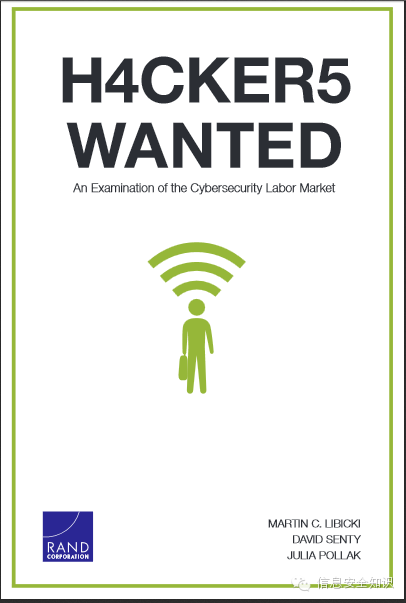 H4CKER5
WANTED
An Examination of the Cybersecurity Labor Market
RAND
CORPORATION
MARTIN C. LIBICKI
DAVID SENTY
JULIA POLLAK
信息安全知识